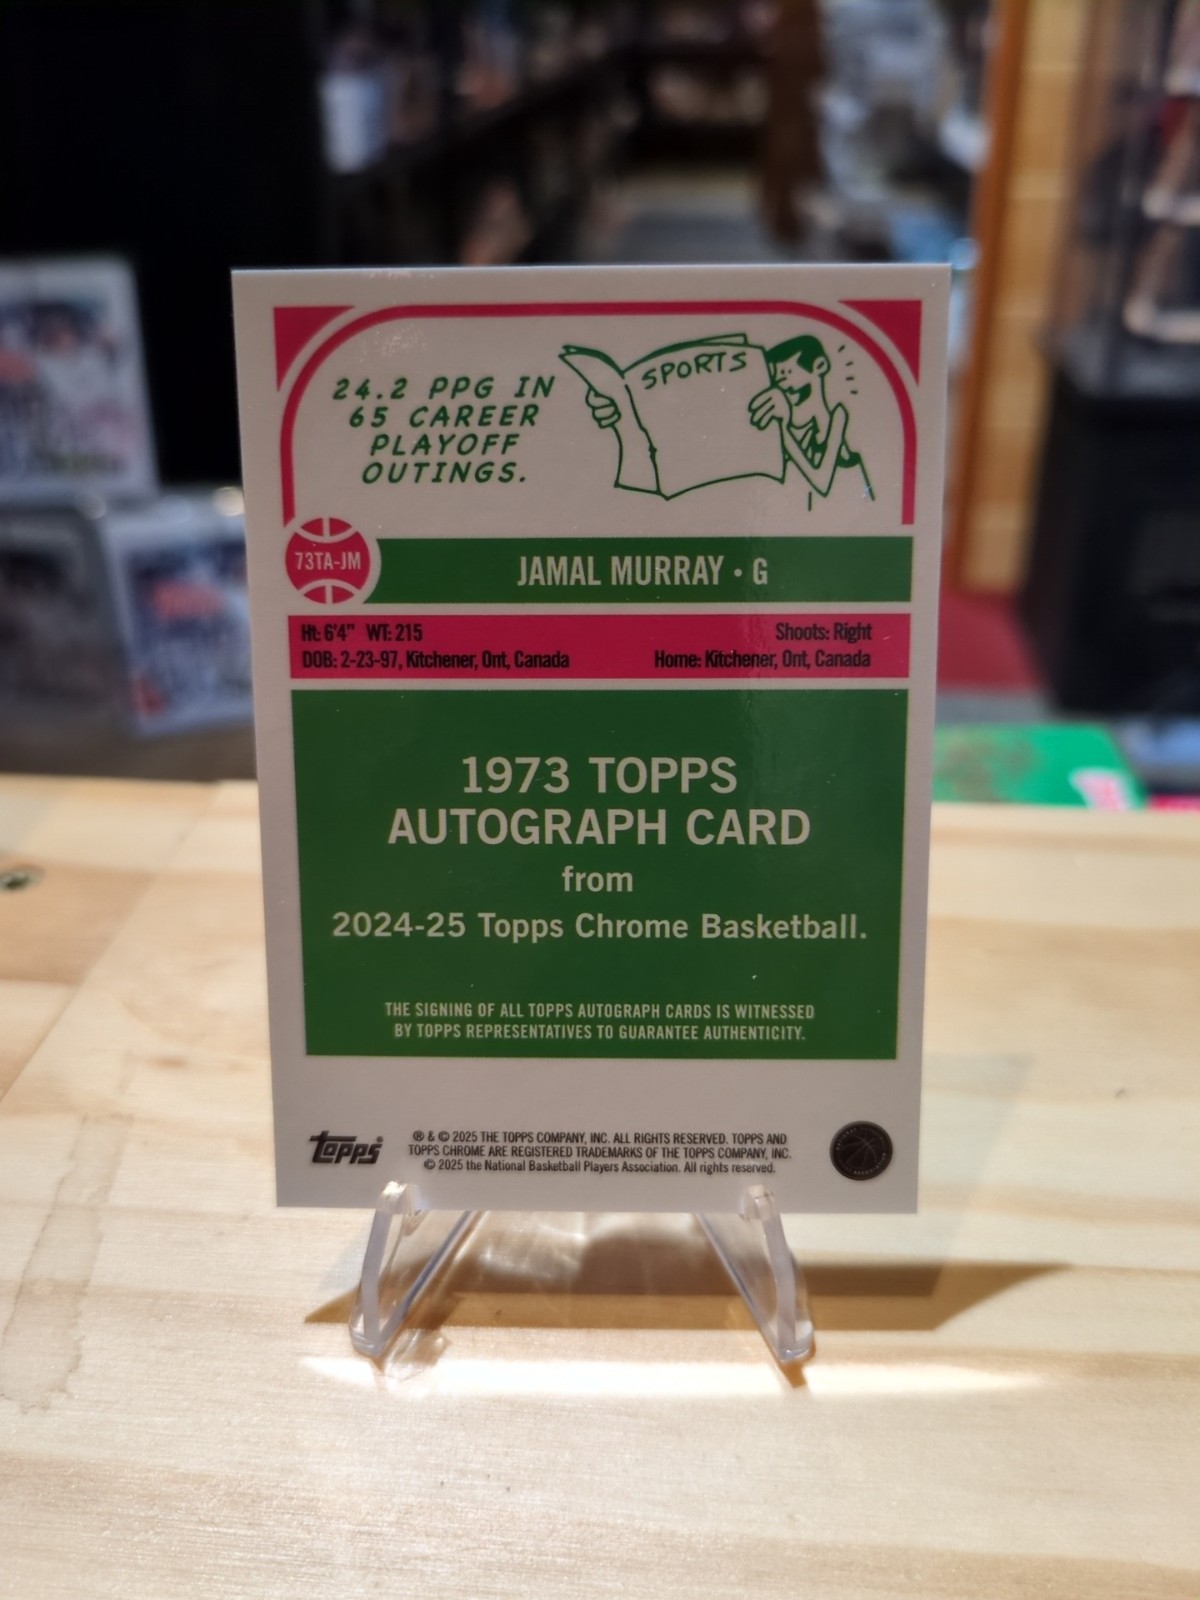 24.2 PPG IN
65 CAREER
PLAYOFF
OUTINGS.
SPORTS
73TA-JM
JAMAL MURRAY • G
Ht: 6'4" WT: 215
Shoots: Right
DOB: 2-23-97, Kitchener, Ont, Canada
Home: Kitchener, Ont, Canada
1973 TOPPS
AUTOGRAPH CARD
from
2024-25 Topps Chrome Basketball.
THE SIGNING OF ALL TOPPS AUTOGRAPH CARDS IS WITNESSED
BY TOPPS REPRESENTATIVES TO GUARANTEE AUTHENTICITY.
topps
® & © 2025 THE TOPPS COMPANY, INC. ALL RIGHTS RESERVED. TOPPS AND
TOPPS CHROME ARE REGISTERED TRADEMARKS OF THE TOPPS COMPANY, INC.
© 2025 the National Basketball Players Association. All rights reserved.